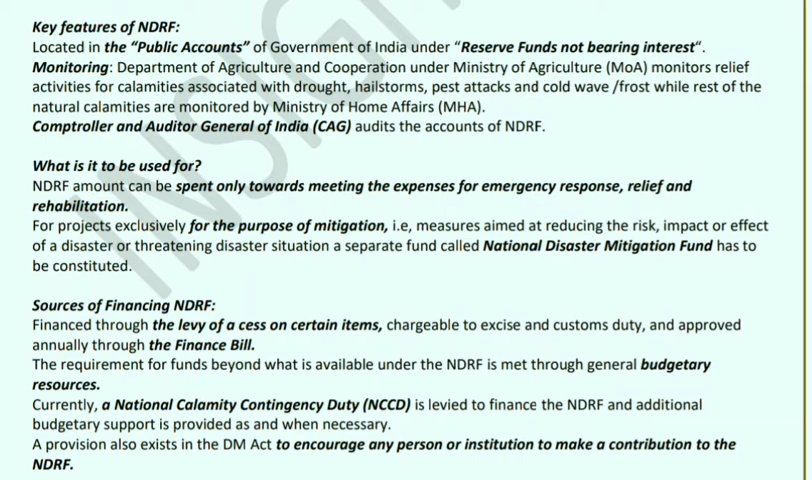 Key features of NDRF:
Located in the “Public Accounts” of Government of India under “Reserve Funds not bearing interest“.
Monitoring: Department of Agriculture and Cooperation under Ministry of Agriculture (MoA) monitors relief
activities for calamities associated with drought, hailstorms, pest attacks and cold wave /frost while rest of the
natural calamities are monitored by Ministry of Home Affairs (MHA).
Comptroller and Auditor General of India (CAG) audits the accounts of NDRF.
What is it to be used for?
NDRF amount can be spent only towards meeting the expenses for emergency response, relief and
rehabilitation.
For projects exclusively for the purpose of mitigation, i.e, measures aimed at reducing the risk, impact or effect
of a disaster or threatening disaster situation a separate fund called National Disaster Mitigation Fund has to
be constituted.
Sources of Financing NDRF:
Financed through the levy of a cess on certain items, chargeable to excise and customs duty, and approved
annually through the Finance Bill.
The requirement for funds beyond what is available under the NDRF is met through general budgetary
resources.
Currently, a National Calamity Contingency Duty (NCCD) is levied to finance the NDRF and additional
budgetary support is provided as and when necessary.
A provision also exists in the DM Act to encourage any person or institution to make a contribution to the
NDRF.